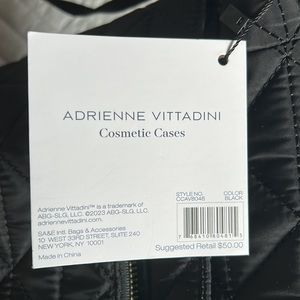 ADRIENNE VITTADINI
Cosmetic Cases
Adrienne Vittadini™ is a trademark of
ABG-SLG, LLC. ©2023 ABG-SLG, LLC.
adriennevittadini.com
SA&E Intl. Bags & Accessories
10 WEST 33RD STREET, SUITE 240
NEW YORK, NY 10001
Made in China
STYLE NO. COLOR:
CCAV8048 BLACK
Suggested Retail $50.00